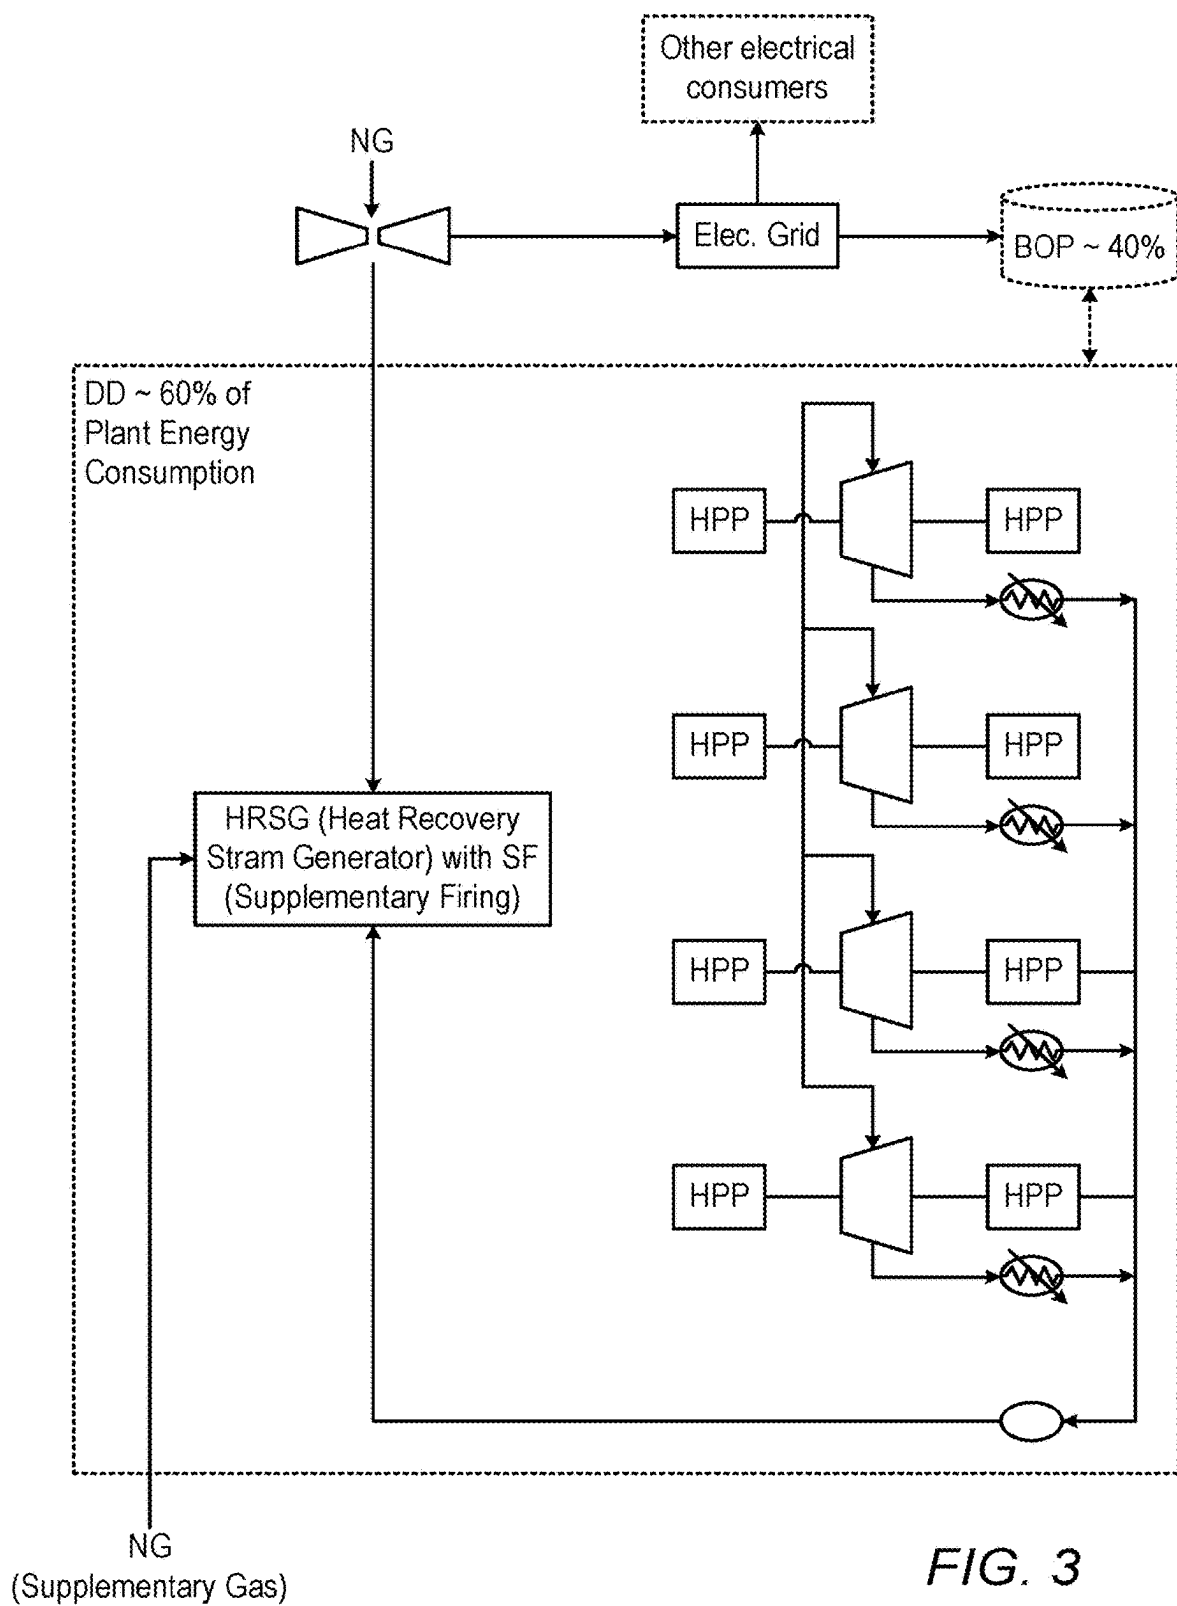 Other electrical
consumers
NG
Elec. Grid
BOP ~ 40%
DD ~ 60% of
Plant Energy
Consumption
HPP
HPP
HPP
HPP
HRSG (Heat Recovery
Stram Generator) with SF
(Supplementary Firing)
HPP
HPP
HPP
HPP
NG
(Supplementary Gas)
FIG. 3